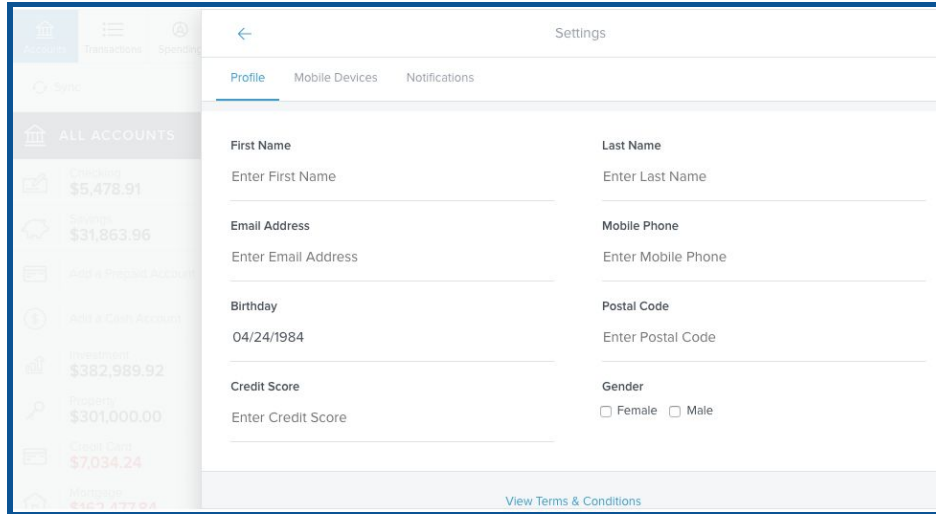 Accounts Transactions Spending
Sync
ALL ACCOUNTS
Checking
$5,478.91
Savings
$31,863.96
Add a Prepaid Account
Add a Cash Account
Investment
$382,989.92
Property
$301,000.00
Credit Card
$7,034.24
Mortgage
$162,477.84
Settings
Profile Mobile Devices Notifications
First Name Last Name
Enter First Name Enter Last Name
Email Address Mobile Phone
Enter Email Address Enter Mobile Phone
Birthday Postal Code
04/24/1984 Enter Postal Code
Credit Score Gender
Enter Credit Score Female Male
View Terms & Conditions